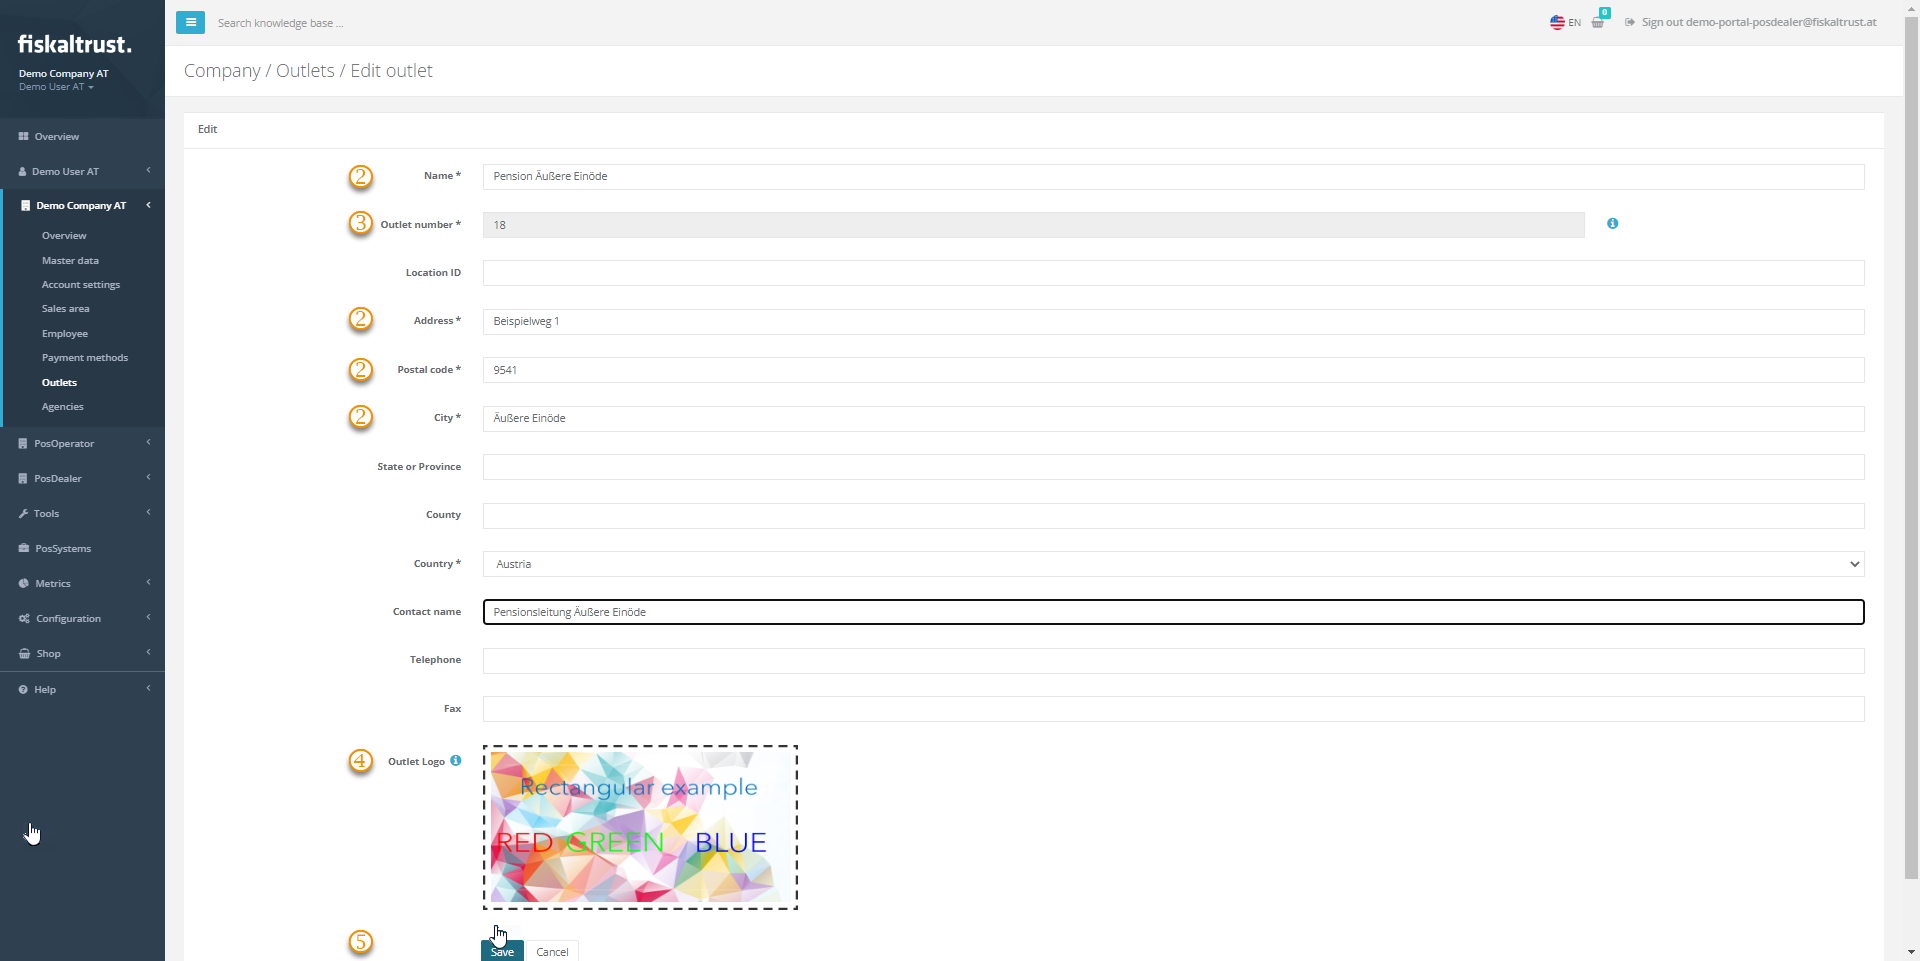 Search knowledge base ...
EN
0
Sign out demo-portal-posdealer@fiskaltrust.at
fiskaltrust.
Demo Company AT
Demo User AT
Company / Outlets / Edit outlet
Overview
Demo User AT
Demo Company AT
Overview
Master data
Account settings
Sales area
Employee
Payment methods
Outlets
Agencies
PosOperator
PosDealer
Tools
PosSystems
Metrics
Configuration
Shop
Help
Edit
2 Name * Pension Äußere Einöde
3 Outlet number * 18
Location ID
2 Address * Beispielweg 1
2 Postal code * 9541
2 City * Äußere Einöde
State or Province
County
Country * Austria
Contact name Pensionsleitung Äußere Einöde
Telephone
Fax
4 Outlet Logo
Rectangular example
RED GREEN BLUE
5 Save Cancel